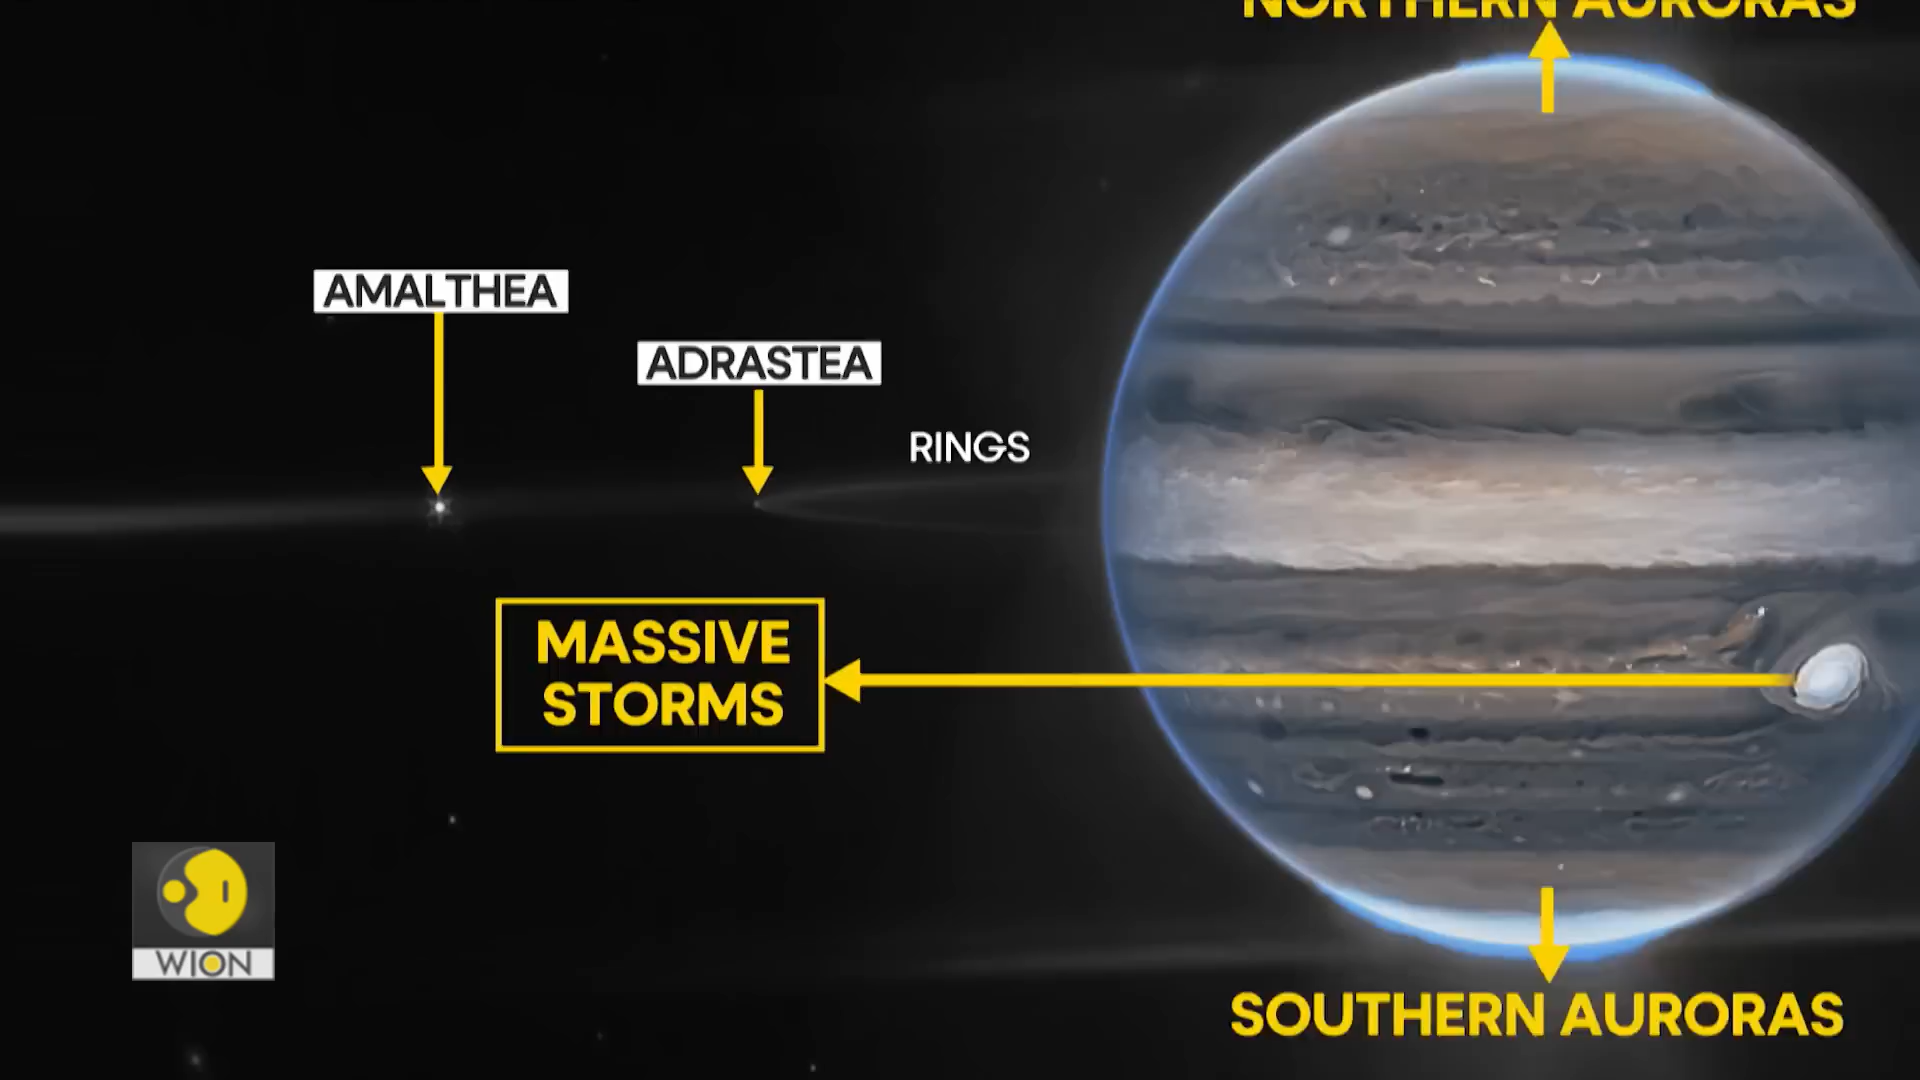 NORTHERN AURORAS
AMALTHEA
ADRASTEA
RINGS
MASSIVE
STORMS
WION
SOUTHERN AURORAS